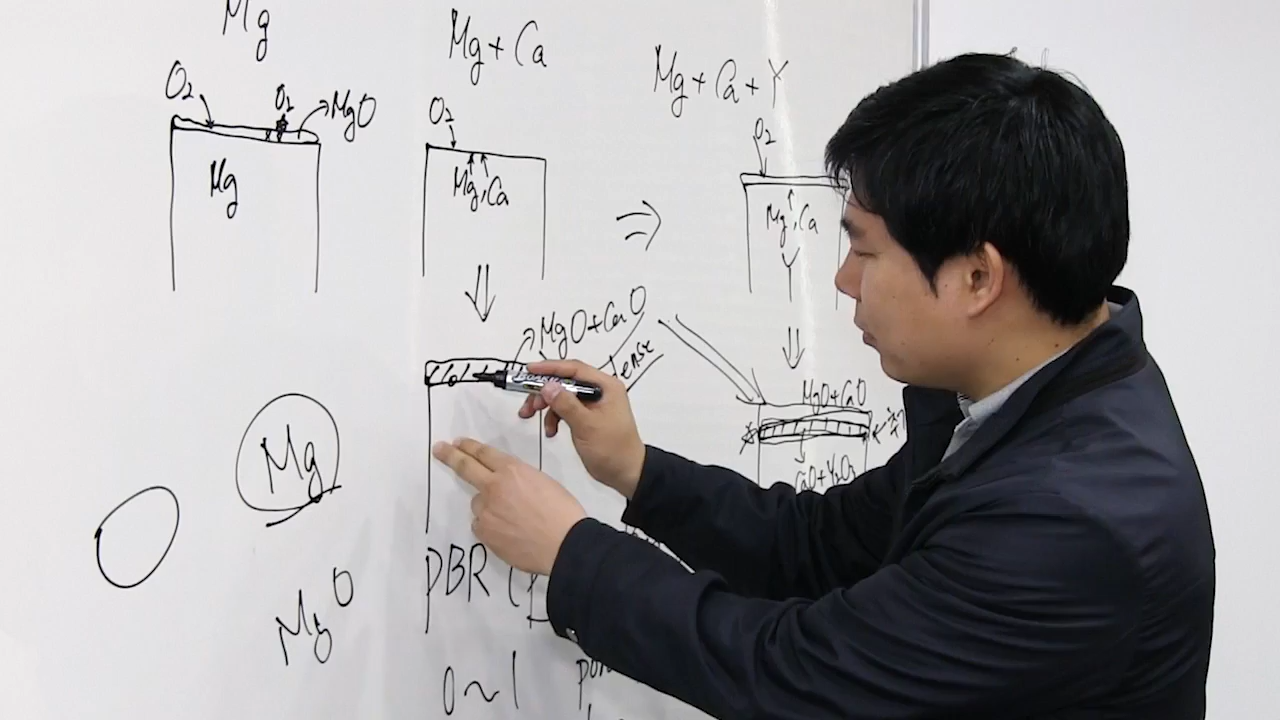 Mg
Mg + Ca
Mg + Ca + Y
O2
O2
MgO
Mg
O2
Mg, Ca
O2
Mg, Ca
Y
MgO + CaO
Dense
MgO + CaO
CaO + Y2O3
Mg
MgO
PBR (
0 ~ 1
BOARD